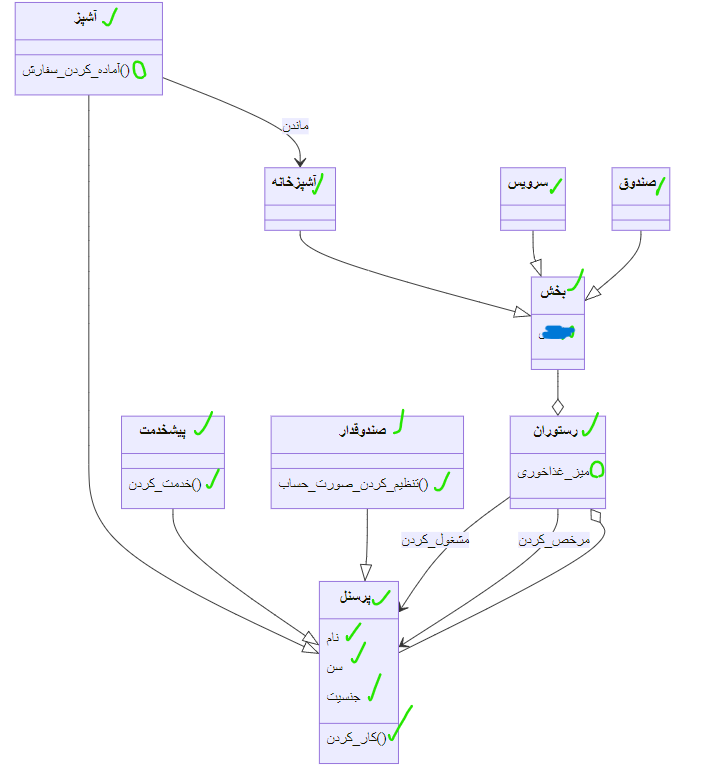 آشپز
آماده_کردن_سفارش()
ماندن
آشپزخانه
سرویس
صندوق
بخش
پیشخدمت
خدمت_کردن()
صندوقدار
تنظیم_کردن_صورت_حساب()
رستوران
میز_غذاخوری
مشغول_کردن
مرخص_کردن
پرسنل
نام
سن
جنسیت
کار_کردن()